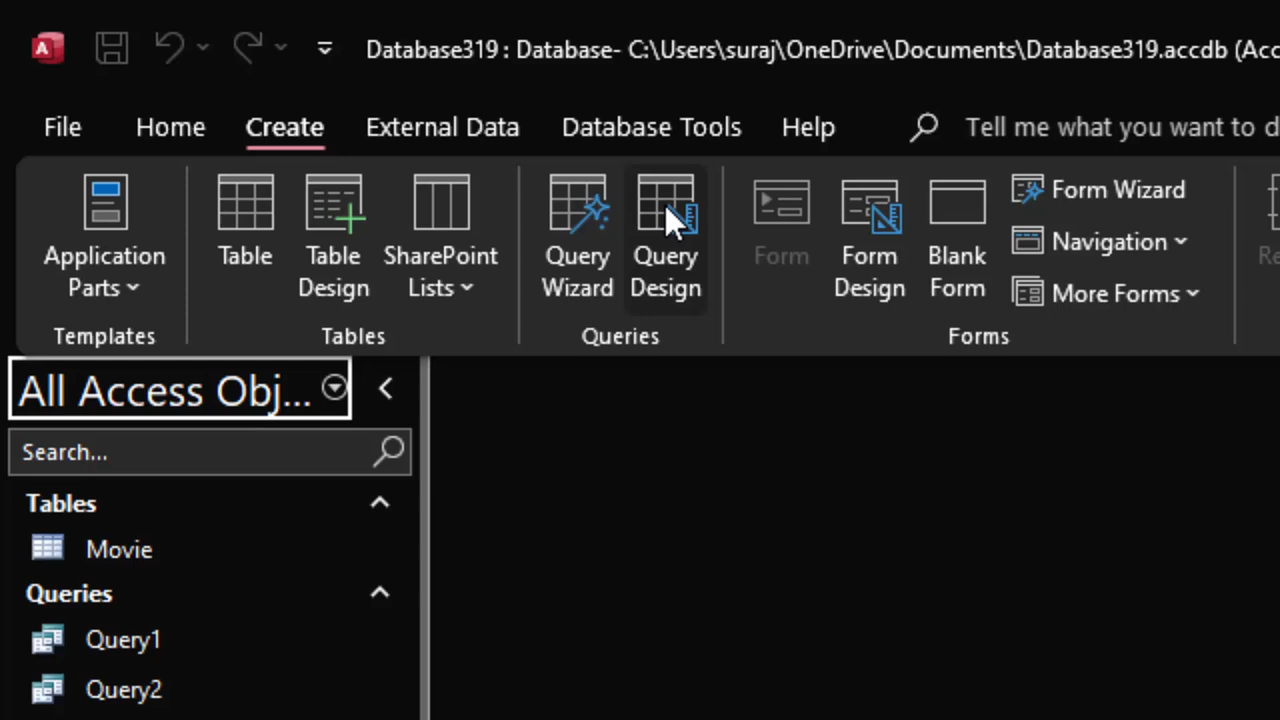 Database319 : Database- C:\Users\suraj\OneDrive\Documents\Database319.accdb (Acc
File Home Create External Data Database Tools Help Tell me what you want to d
Application Parts
Table
Table Design
SharePoint Lists
Query Wizard
Query Design
Form
Form Design
Blank Form
Form Wizard
Navigation
More Forms
Re
Templates Tables Queries Forms
All Access Obj...
Search...
Tables
Movie
Queries
Query1
Query2